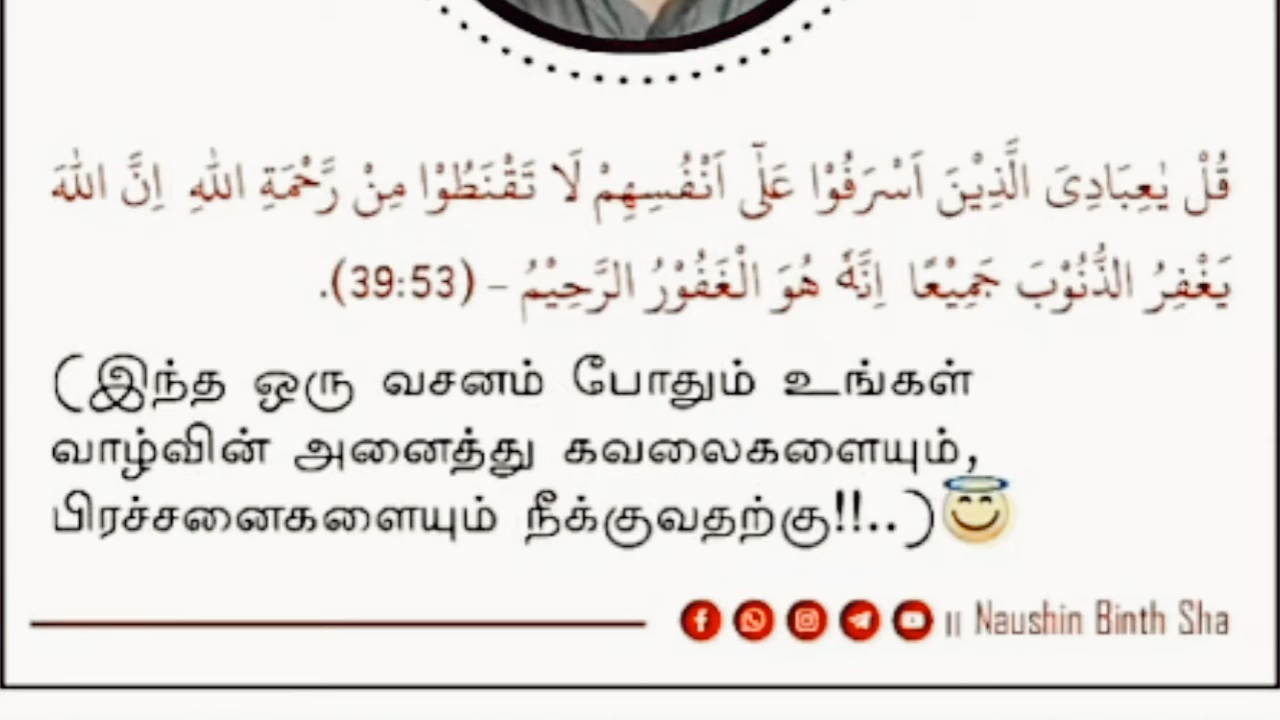 قُلْ يٰعِبَادِىَ الَّذِيْنَ اَسْرَفُوْا عَلٰٓى اَنْفُسِهِمْ لَا تَقْنَطُوْا مِنْ رَّحْمَةِ اللّٰهِ اِنَّ اللّٰهَ
يَغْفِرُ الذُّنُوْبَ جَمِيْعًا اِنَّهٗ هُوَ الْغَفُوْرُ الرَّحِيْمُ – (39:53).
(இந்த ஒரு வசனம் போதும் உங்கள்
வாழ்வின் அனைத்து கவலைகளையும்,
பிரச்சனைகளையும் நீக்குவதற்கு!!..)😇
|| Naushin Binth Sha